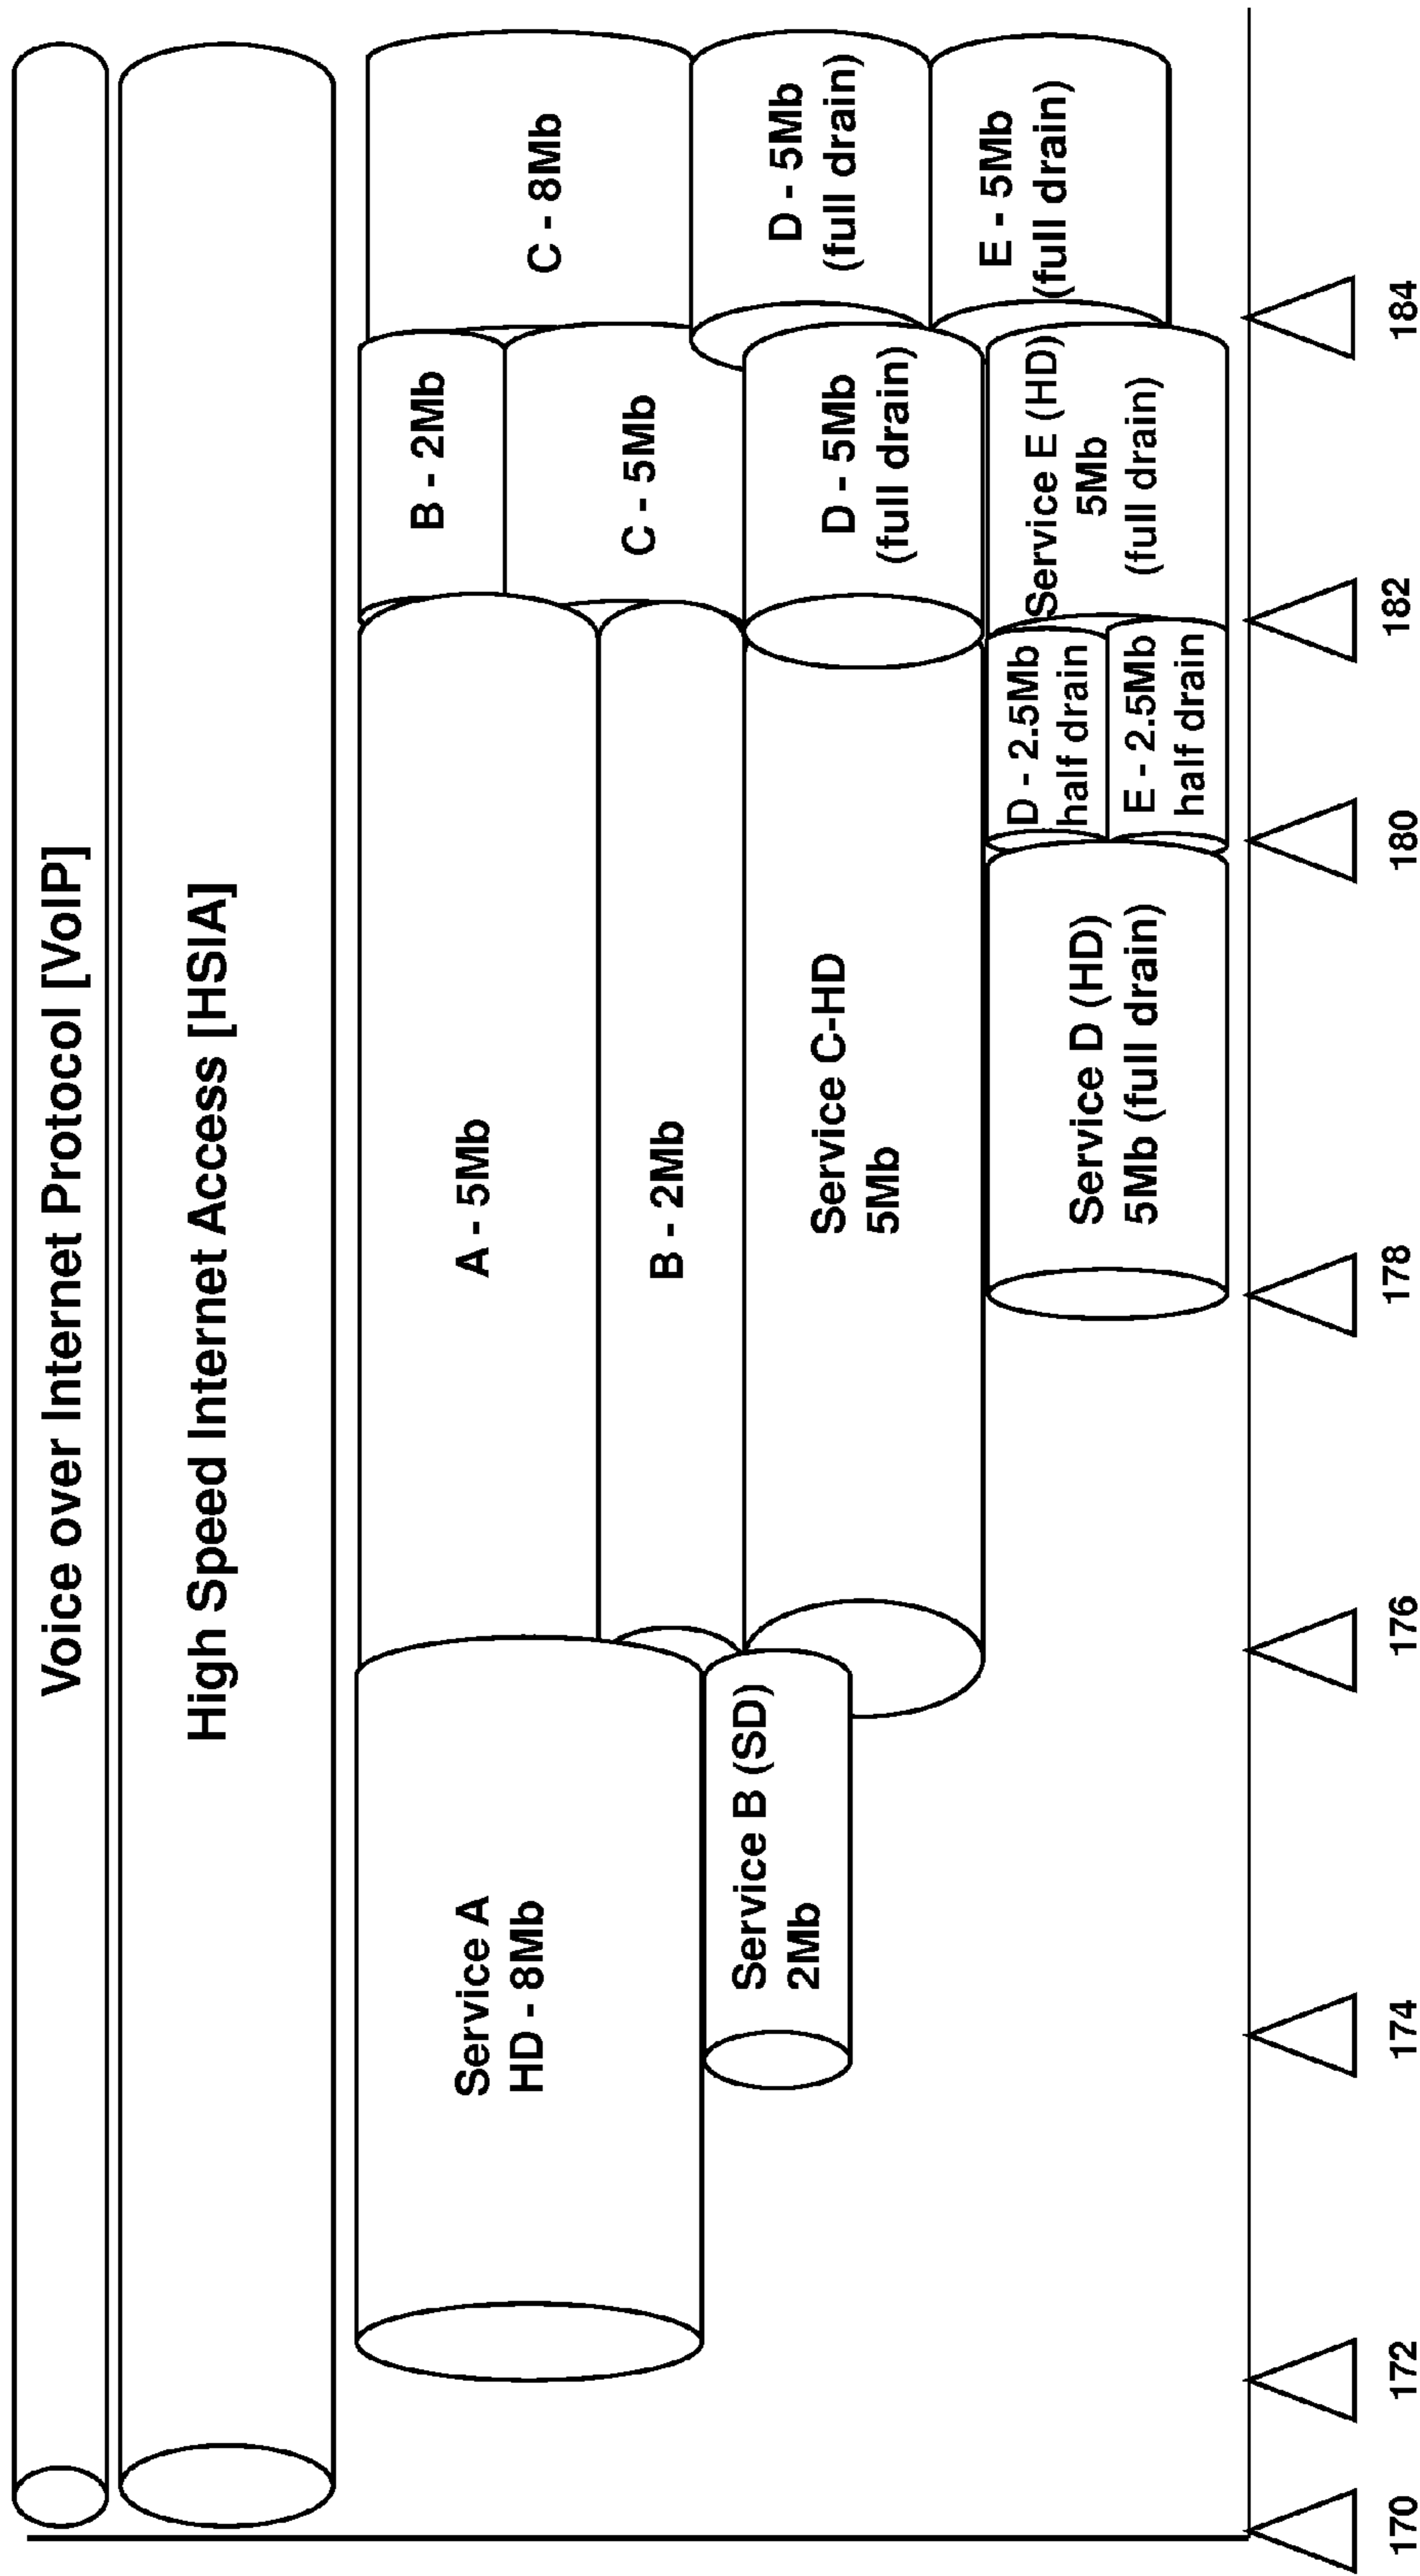 Voice over Internet Protocol [VoIP]
High Speed Internet Access [HSIA]
Service A
HD - 8Mb
Service B (SD)
2Mb
A - 5Mb
B - 2Mb
Service C-HD
5Mb
Service D (HD)
5Mb (full drain)
D - 2.5Mb
half drain
E - 2.5Mb
half drain
B - 2Mb
C - 5Mb
D - 5Mb
(full drain)
Service E (HD)
5Mb
(full drain)
C - 8Mb
D - 5Mb
(full drain)
E - 5Mb
(full drain)
170
172
174
176
178
180
182
184